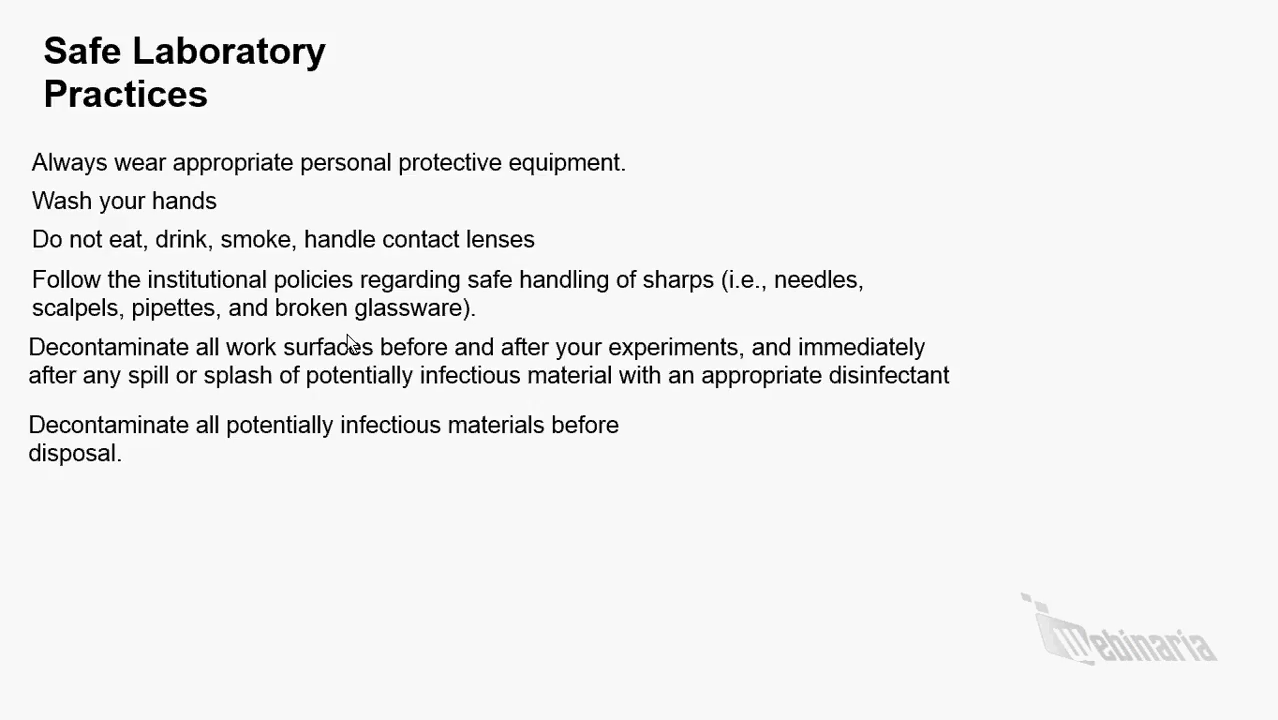 Safe Laboratory
Practices
Always wear appropriate personal protective equipment.
Wash your hands
Do not eat, drink, smoke, handle contact lenses
Follow the institutional policies regarding safe handling of sharps (i.e., needles,
scalpels, pipettes, and broken glassware).
Decontaminate all work surfaces before and after your experiments, and immediately
after any spill or splash of potentially infectious material with an appropriate disinfectant
Decontaminate all potentially infectious materials before
disposal.
Webinaria